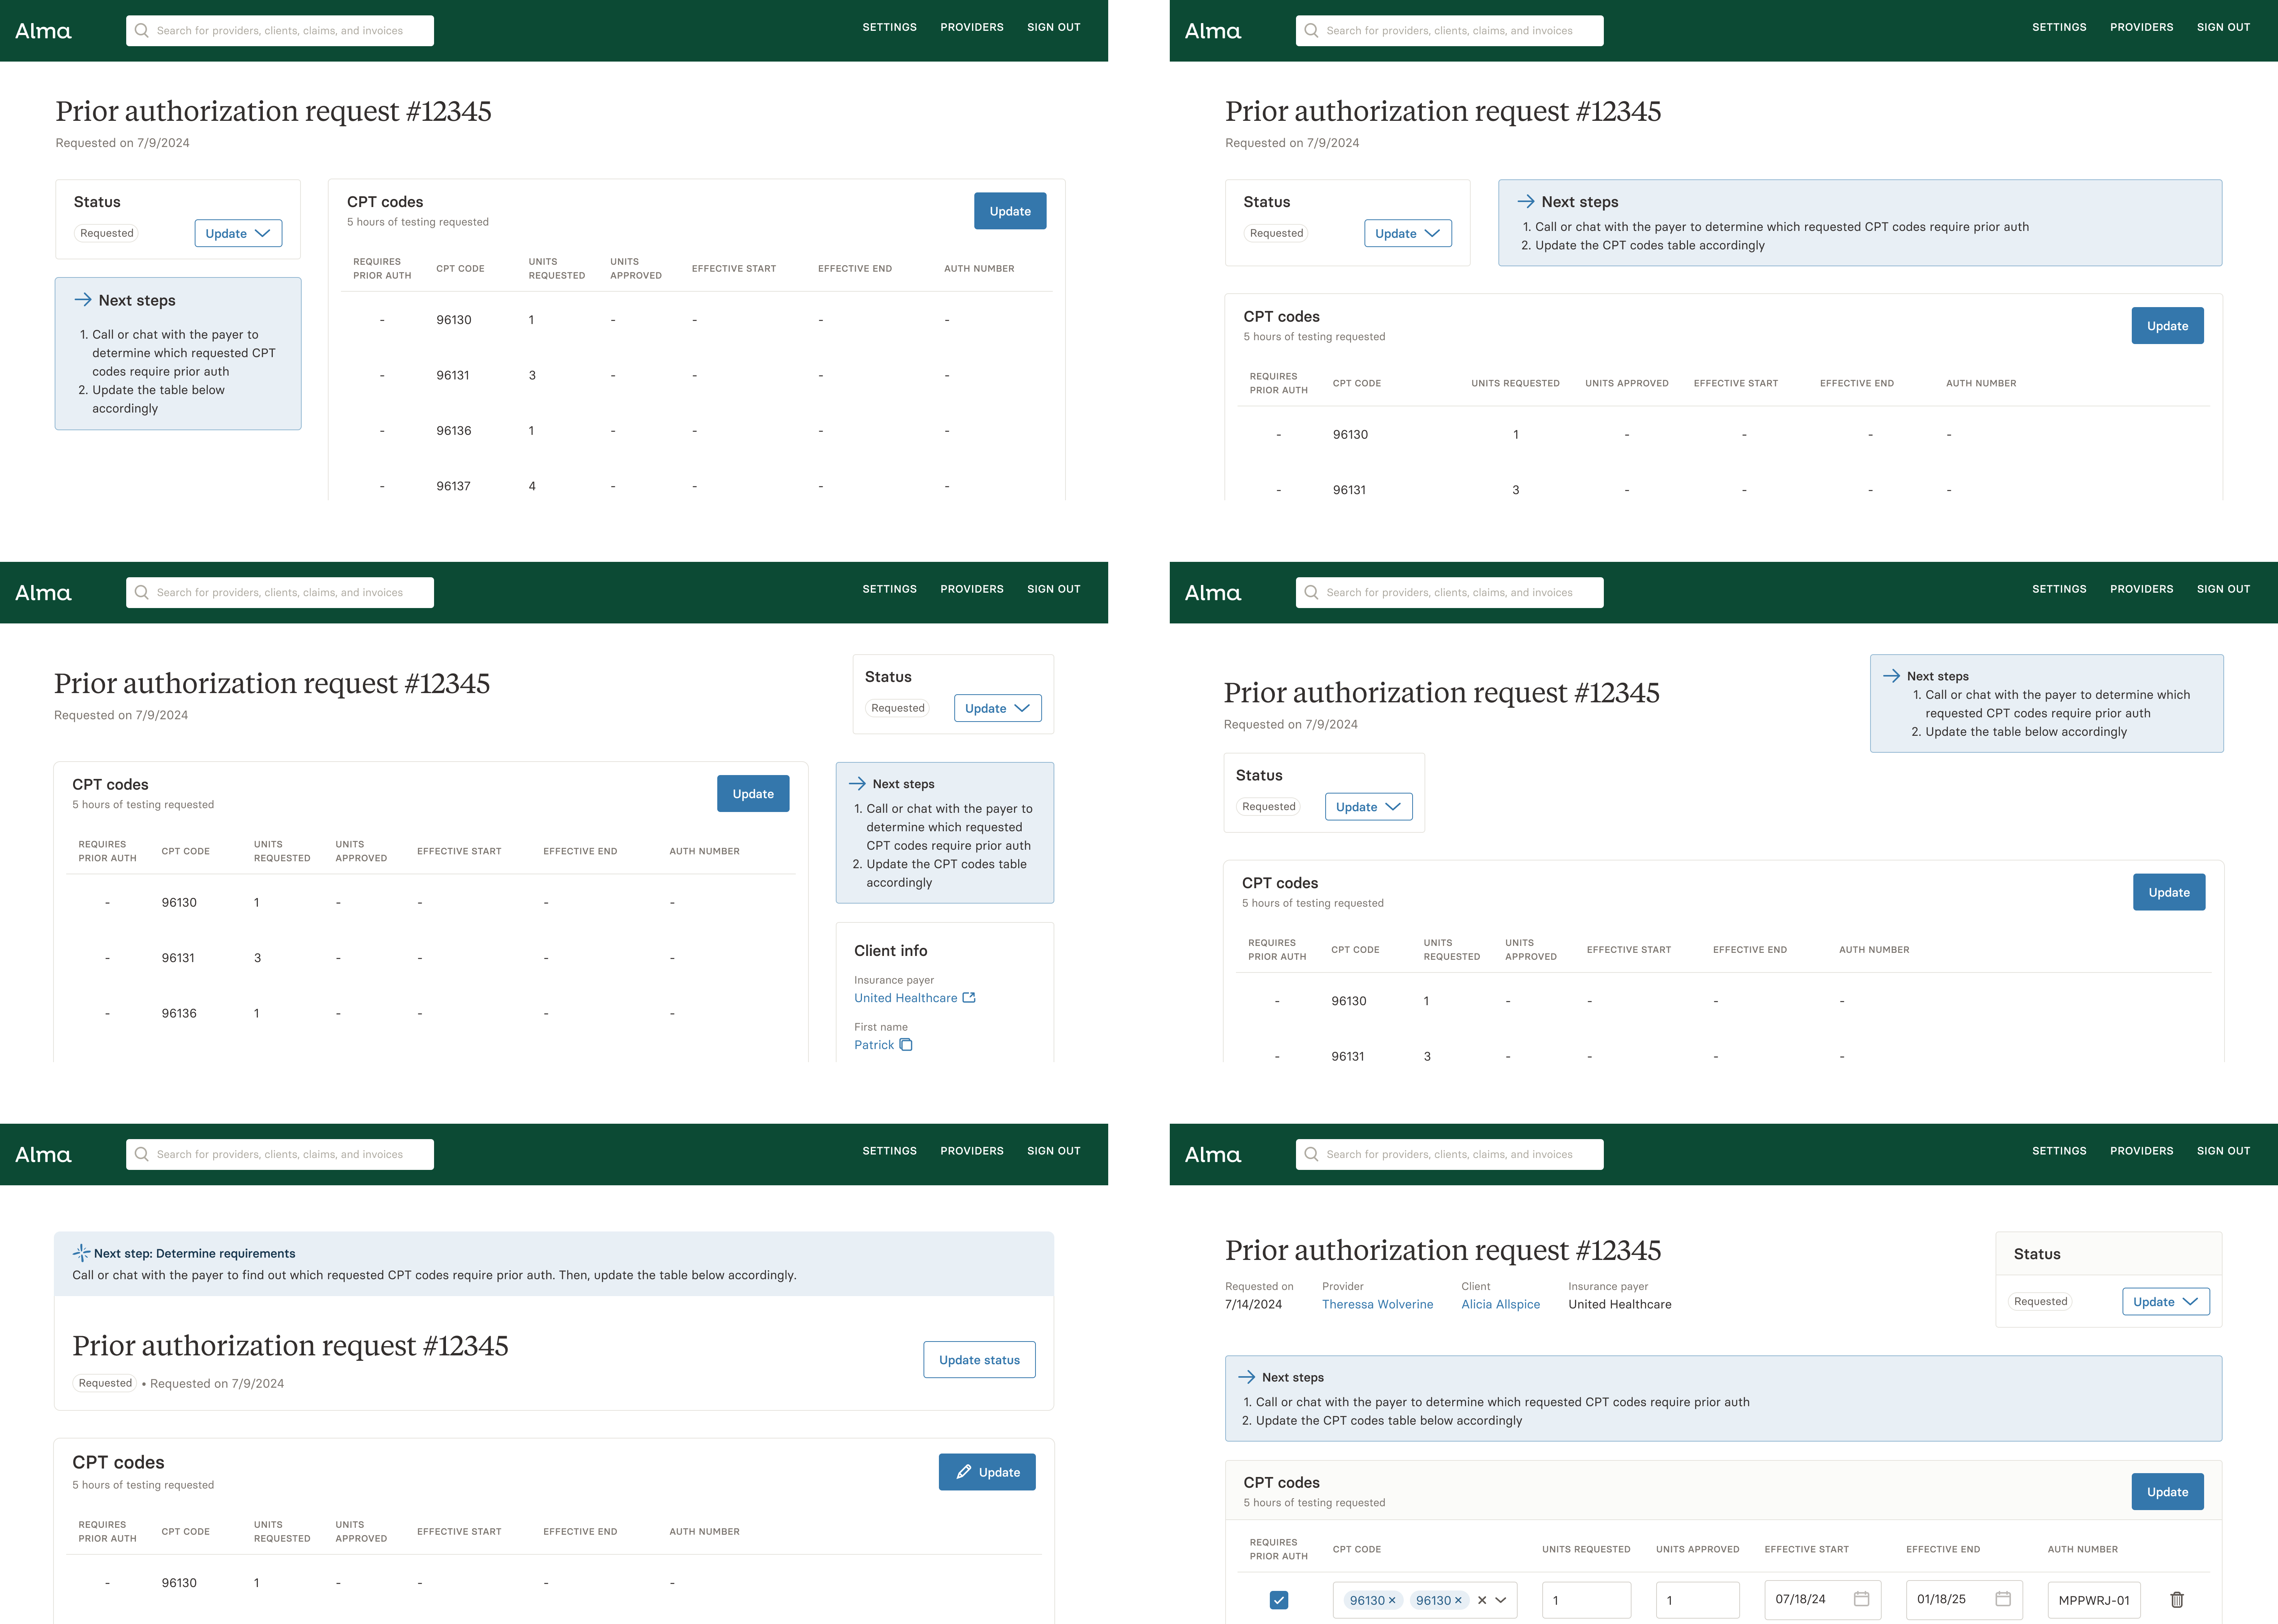 Alma
Search for providers, clients, claims, and invoices
SETTINGS PROVIDERS SIGN OUT
Prior authorization request #12345
Requested on 7/9/2024
Status
Requested Update
Next steps
1. Call or chat with the payer to
determine which requested CPT
codes require prior auth
2. Update the table below
accordingly
CPT codes
5 hours of testing requested
Update
REQUIRES PRIOR AUTH CPT CODE UNITS REQUESTED UNITS APPROVED EFFECTIVE START EFFECTIVE END AUTH NUMBER
- 96130 1 - - - -
- 96131 3 - - - -
- 96136 1 - - - -
- 96137 4 - - - -
Alma
Search for providers, clients, claims, and invoices
SETTINGS PROVIDERS SIGN OUT
Prior authorization request #12345
Requested on 7/9/2024
Status
Requested Update
Next steps
1. Call or chat with the payer to determine which requested CPT codes require prior auth
2. Update the CPT codes table accordingly
CPT codes
5 hours of testing requested
Update
REQUIRES PRIOR AUTH CPT CODE UNITS REQUESTED UNITS APPROVED EFFECTIVE START EFFECTIVE END AUTH NUMBER
- 96130 1 - - - -
- 96131 3 - - - -
Alma
Search for providers, clients, claims, and invoices
SETTINGS PROVIDERS SIGN OUT
Prior authorization request #12345
Requested on 7/9/2024
Status
Requested Update
CPT codes
5 hours of testing requested
Update
REQUIRES PRIOR AUTH CPT CODE UNITS REQUESTED UNITS APPROVED EFFECTIVE START EFFECTIVE END AUTH NUMBER
- 96130 1 - - - -
- 96131 3 - - - -
- 96136 1 - - - -
Next steps
1. Call or chat with the payer to
determine which requested
CPT codes require prior auth
2. Update the CPT codes table
accordingly
Client info
Insurance payer
United Healthcare
First name
Patrick
Alma
Search for providers, clients, claims, and invoices
SETTINGS PROVIDERS SIGN OUT
Prior authorization request #12345
Requested on 7/9/2024
Next steps
1. Call or chat with the payer to determine which
requested CPT codes require prior auth
2. Update the table below accordingly
Status
Requested Update
CPT codes
5 hours of testing requested
Update
REQUIRES PRIOR AUTH CPT CODE UNITS REQUESTED UNITS APPROVED EFFECTIVE START EFFECTIVE END AUTH NUMBER
- 96130 1 - - - -
- 96131 3 - - - -
Alma
Search for providers, clients, claims, and invoices
SETTINGS PROVIDERS SIGN OUT
Next step: Determine requirements
Call or chat with the payer to find out which requested CPT codes require prior auth. Then, update the table below accordingly.
Prior authorization request #12345
Requested • Requested on 7/9/2024
Update status
CPT codes
5 hours of testing requested
Update
REQUIRES PRIOR AUTH CPT CODE UNITS REQUESTED UNITS APPROVED EFFECTIVE START EFFECTIVE END AUTH NUMBER
- 96130 1 - - - -
Alma
Search for providers, clients, claims, and invoices
SETTINGS PROVIDERS SIGN OUT
Prior authorization request #12345
Requested on Provider Client Insurance payer
7/14/2024 Theressa Wolverine Alicia Allspice United Healthcare
Status
Requested Update
Next steps
1. Call or chat with the payer to determine which requested CPT codes require prior auth
2. Update the CPT codes table below accordingly
CPT codes
5 hours of testing requested
Update
REQUIRES PRIOR AUTH CPT CODE UNITS REQUESTED UNITS APPROVED EFFECTIVE START EFFECTIVE END AUTH NUMBER
96130 × 96130 × × 1 1 07/18/24 01/18/25 MPPWRJ-01